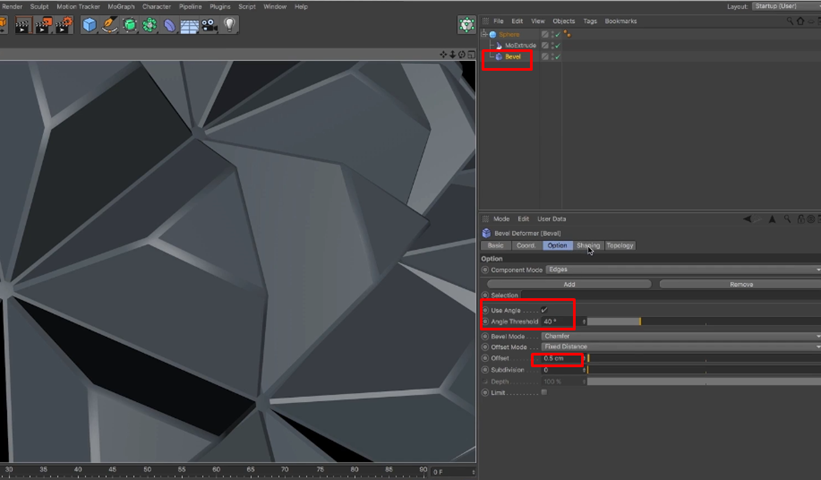 Render Sculpt Motion Tracker MoGraph Character Pipeline Plugins Script Window Help
Layout: Startup (User)
File Edit View Objects Tags Bookmarks
Sphere
MoExtrude
Bevel
Mode Edit User Data
Bevel Deformer [Bevel]
Basic Coord. Option Shading Topology
Option
Component Mode Edges
Add Remove
Selection
Use Angle
Angle Threshold 40 °
Bevel Mode Chamfer
Offset Mode Fixed Distance
Offset 0.5 cm
Subdivision 0
Depth 100 %
Limit
30 35 40 45 50 55 60 65 70 75 80 85 90 0 F